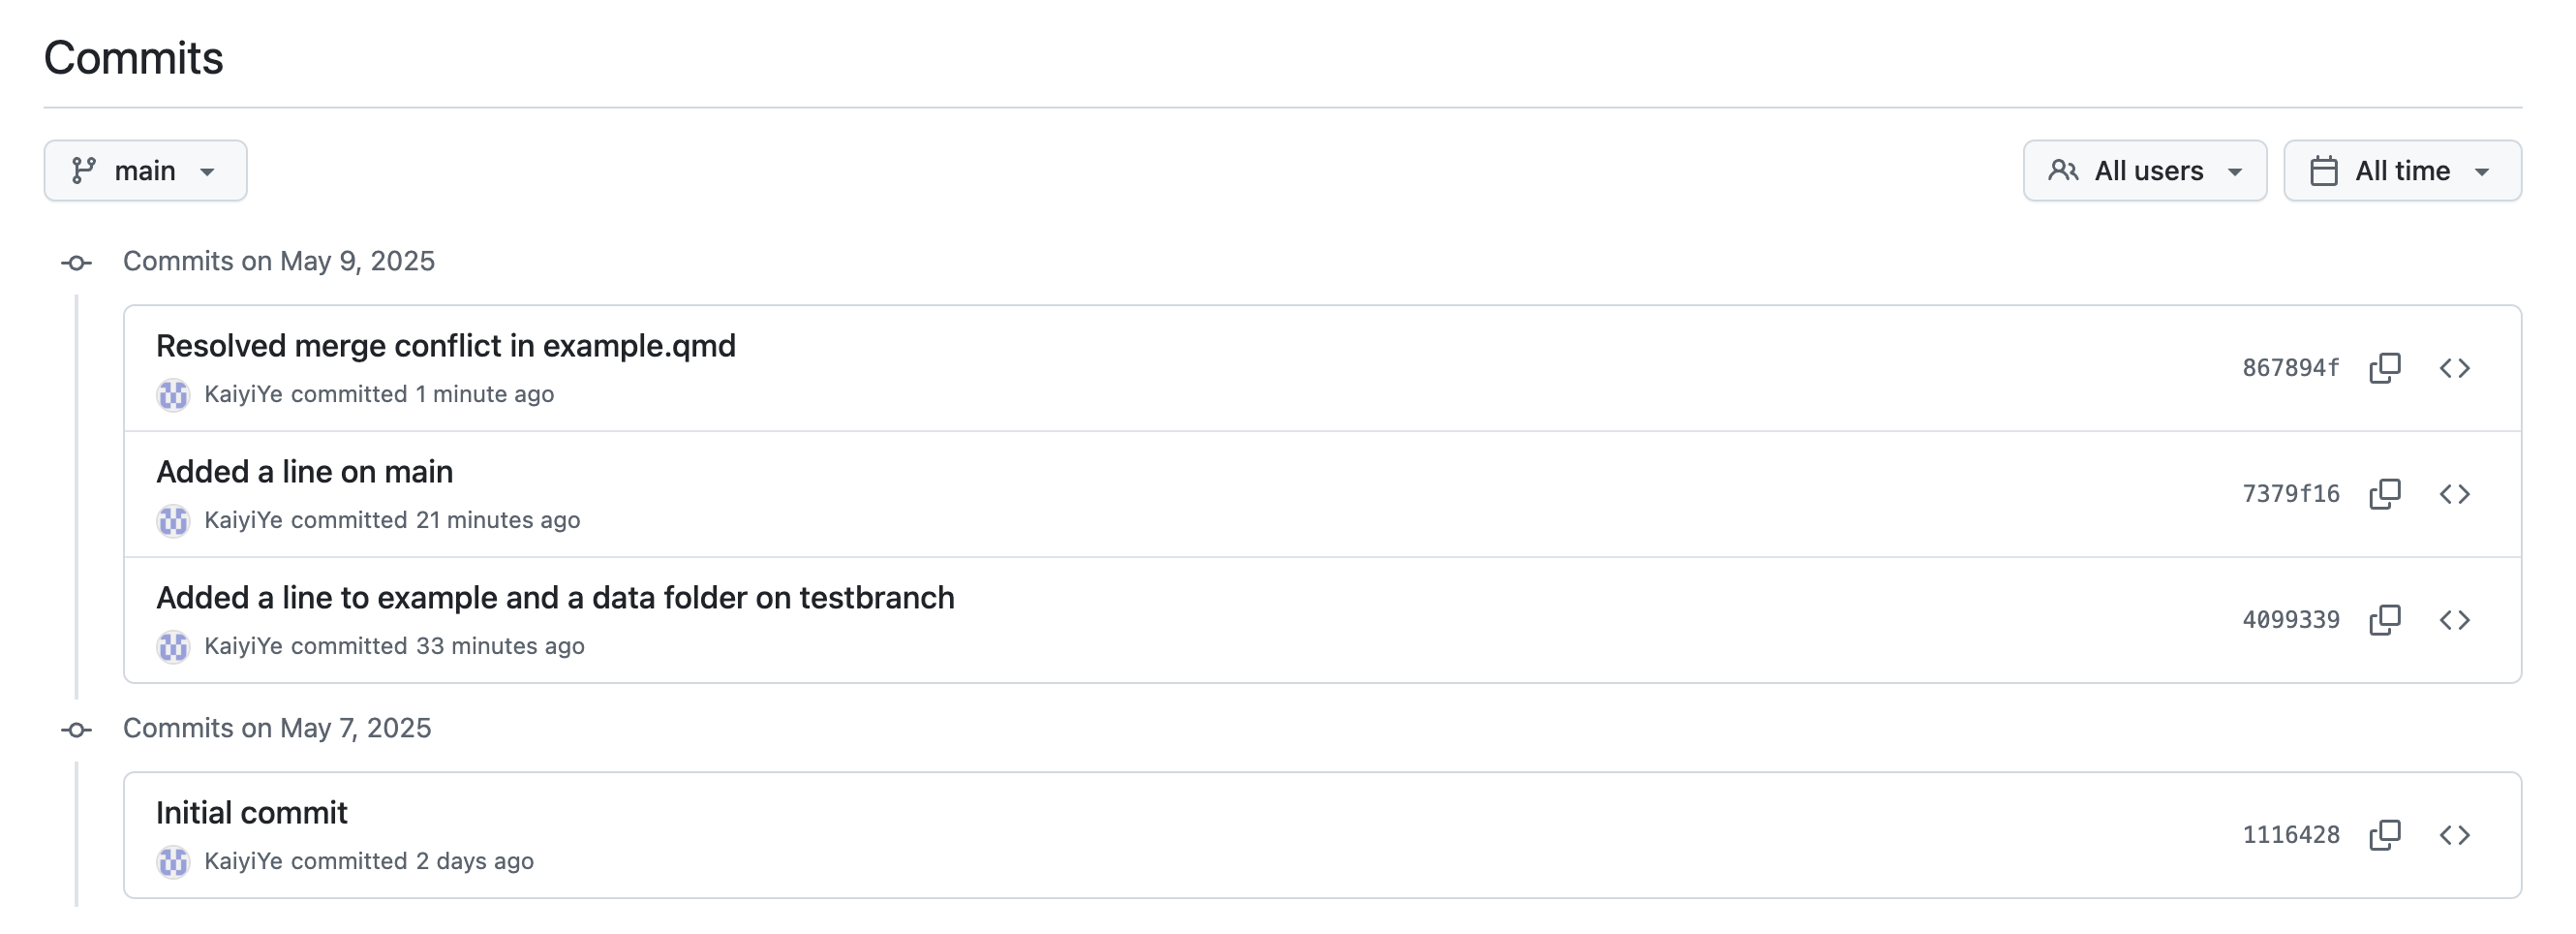 Commits
main
All users
All time
Commits on May 9, 2025
Resolved merge conflict in example.qmd
KaiyiYe committed 1 minute ago
867894f
Added a line on main
KaiyiYe committed 21 minutes ago
7379f16
Added a line to example and a data folder on testbranch
KaiyiYe committed 33 minutes ago
4099339
Commits on May 7, 2025
Initial commit
KaiyiYe committed 2 days ago
1116428